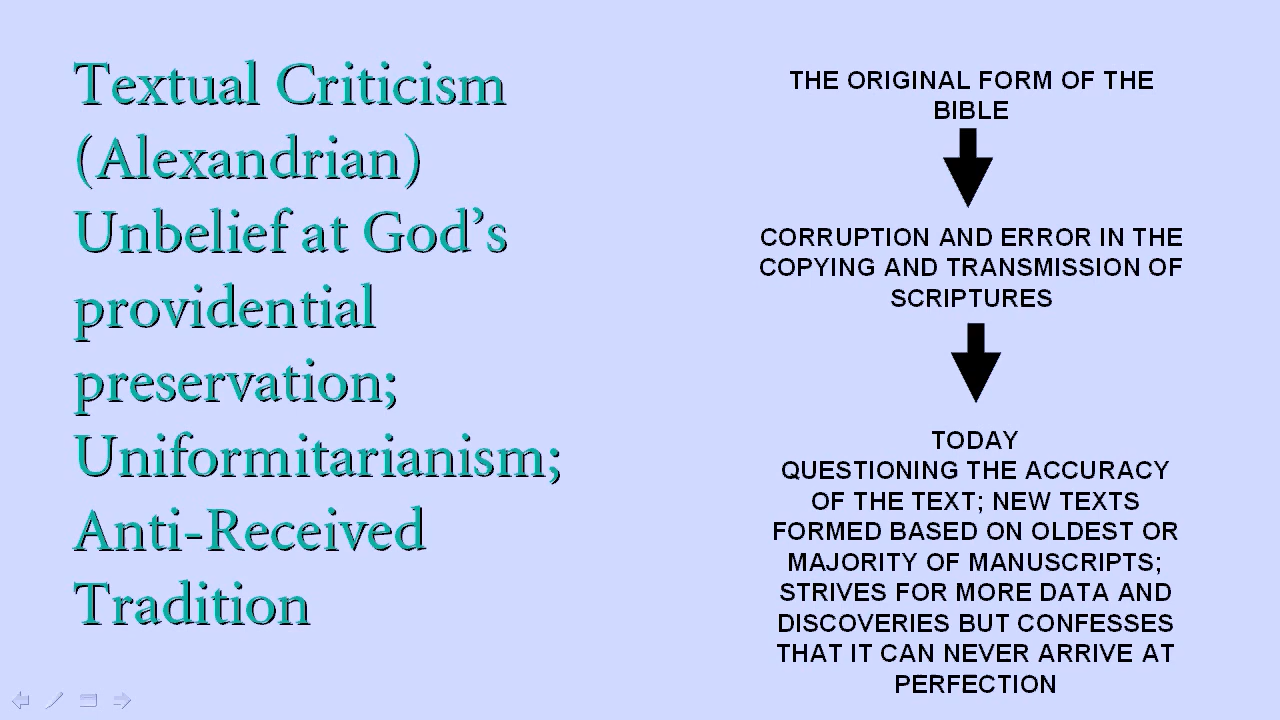 Textual Criticism
(Alexandrian)
Unbelief at God’s
providential
preservation;
Uniformitarianism;
Anti-Received
Tradition
THE ORIGINAL FORM OF THE
BIBLE
CORRUPTION AND ERROR IN THE
COPYING AND TRANSMISSION OF
SCRIPTURES
TODAY
QUESTIONING THE ACCURACY
OF THE TEXT; NEW TEXTS
FORMED BASED ON OLDEST OR
MAJORITY OF MANUSCRIPTS;
STRIVES FOR MORE DATA AND
DISCOVERIES BUT CONFESSES
THAT IT CAN NEVER ARRIVE AT
PERFECTION